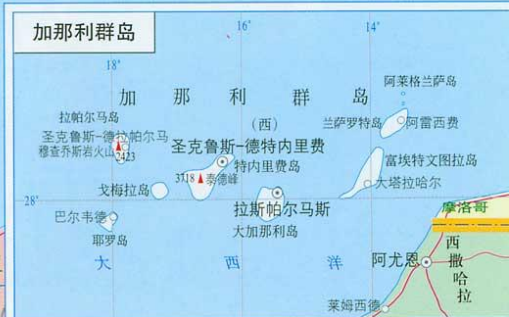 加那利群岛
16°
14°
18°
阿莱格兰萨岛
加那利群岛
拉帕尔马岛
(西)
兰萨罗特岛
阿雷西费
圣克鲁斯-德拉帕尔马
圣克鲁斯-德特内里费
穆查乔斯岩火山
2423
特内里费岛
富埃特文图拉岛
3718
泰德峰
大塔拉哈尔
戈梅拉岛
28°
拉斯帕尔马斯
摩洛哥
巴尔韦德
大加那利岛
耶罗岛
西撒哈拉
大西洋
阿尤恩
莱姆西德